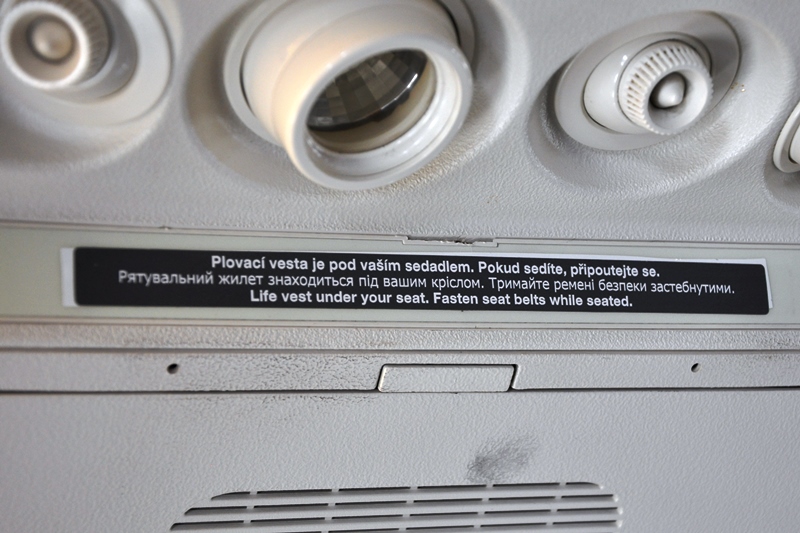 Plovací vesta je pod vaším sedadlem. Pokud sedíte, připoutejte se.
Рятувальний жилет знаходиться під вашим кріслом. Тримайте ремені безпеки застебнутими.
Life vest under your seat. Fasten seat belts while seated.